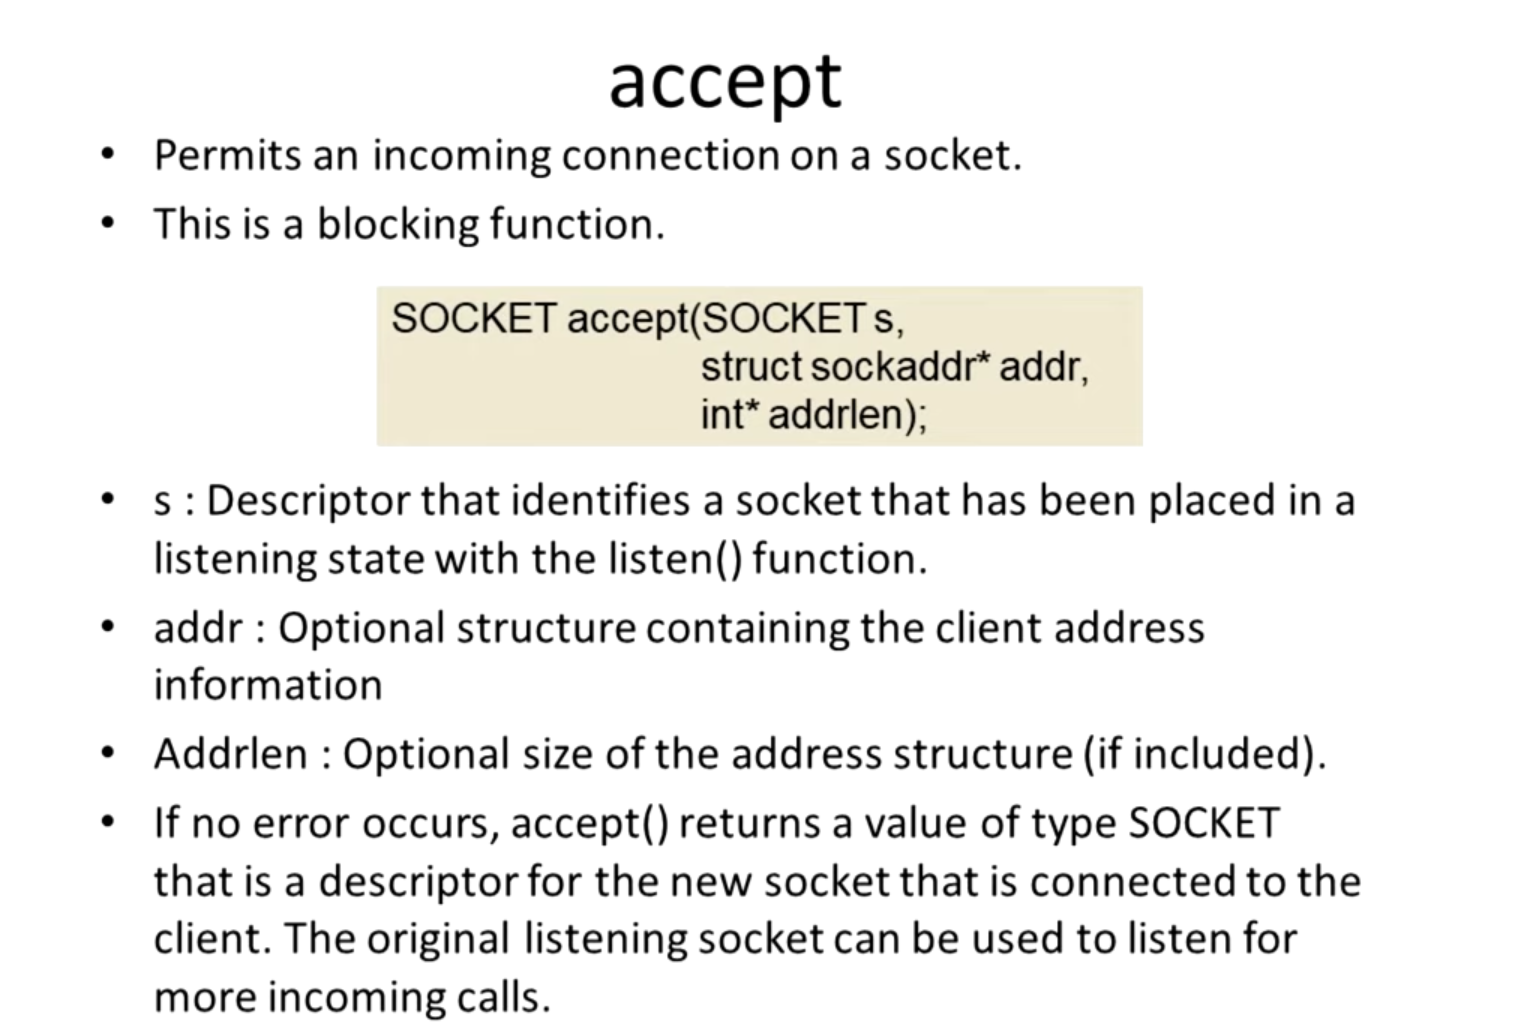 accept
• Permits an incoming connection on a socket.
• This is a blocking function.
SOCKET accept(SOCKET s,
struct sockaddr* addr,
int* addrlen);
• s : Descriptor that identifies a socket that has been placed in a
listening state with the listen() function.
• addr : Optional structure containing the client address
information
• Addrlen : Optional size of the address structure (if included).
• If no error occurs, accept() returns a value of type SOCKET
that is a descriptor for the new socket that is connected to the
client. The original listening socket can be used to listen for
more incoming calls.